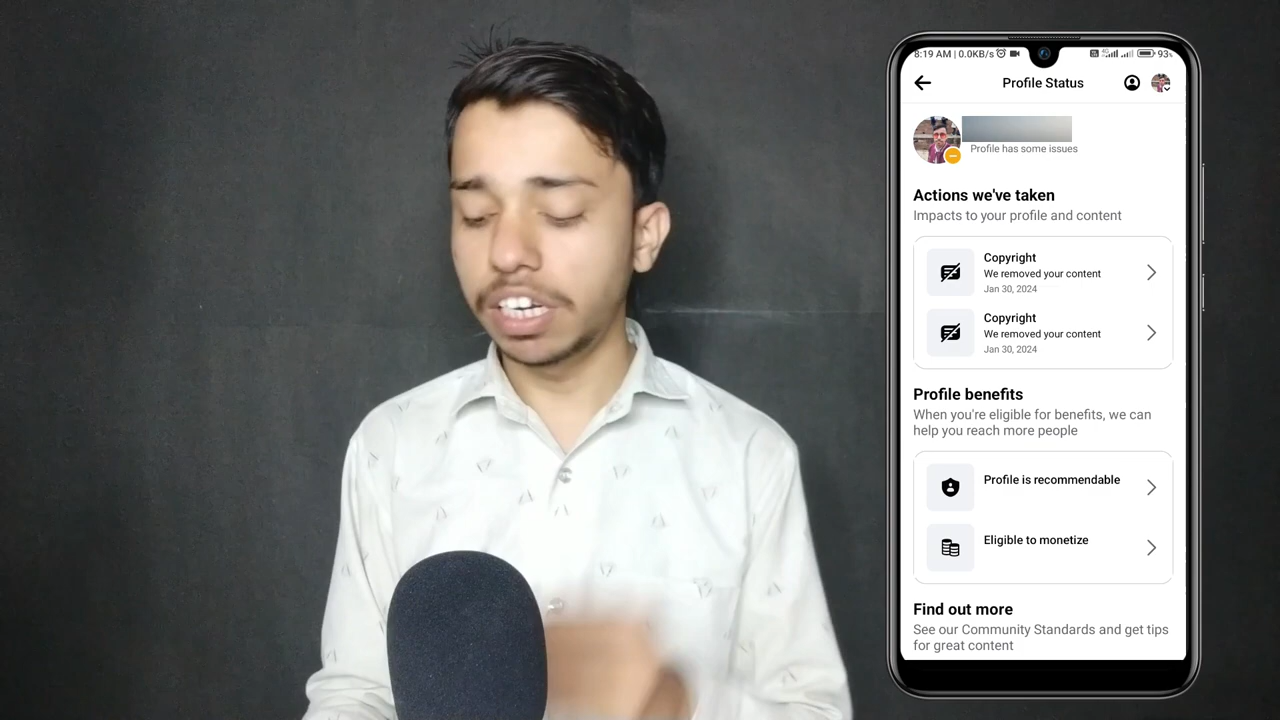 8:19 AM | 0.0KB/s
93%
Profile Status
Profile has some issues
Actions we've taken
Impacts to your profile and content
Copyright
We removed your content
Jan 30, 2024
Copyright
We removed your content
Jan 30, 2024
Profile benefits
When you're eligible for benefits, we can
help you reach more people
Profile is recommendable
Eligible to monetize
Find out more
See our Community Standards and get tips
for great content